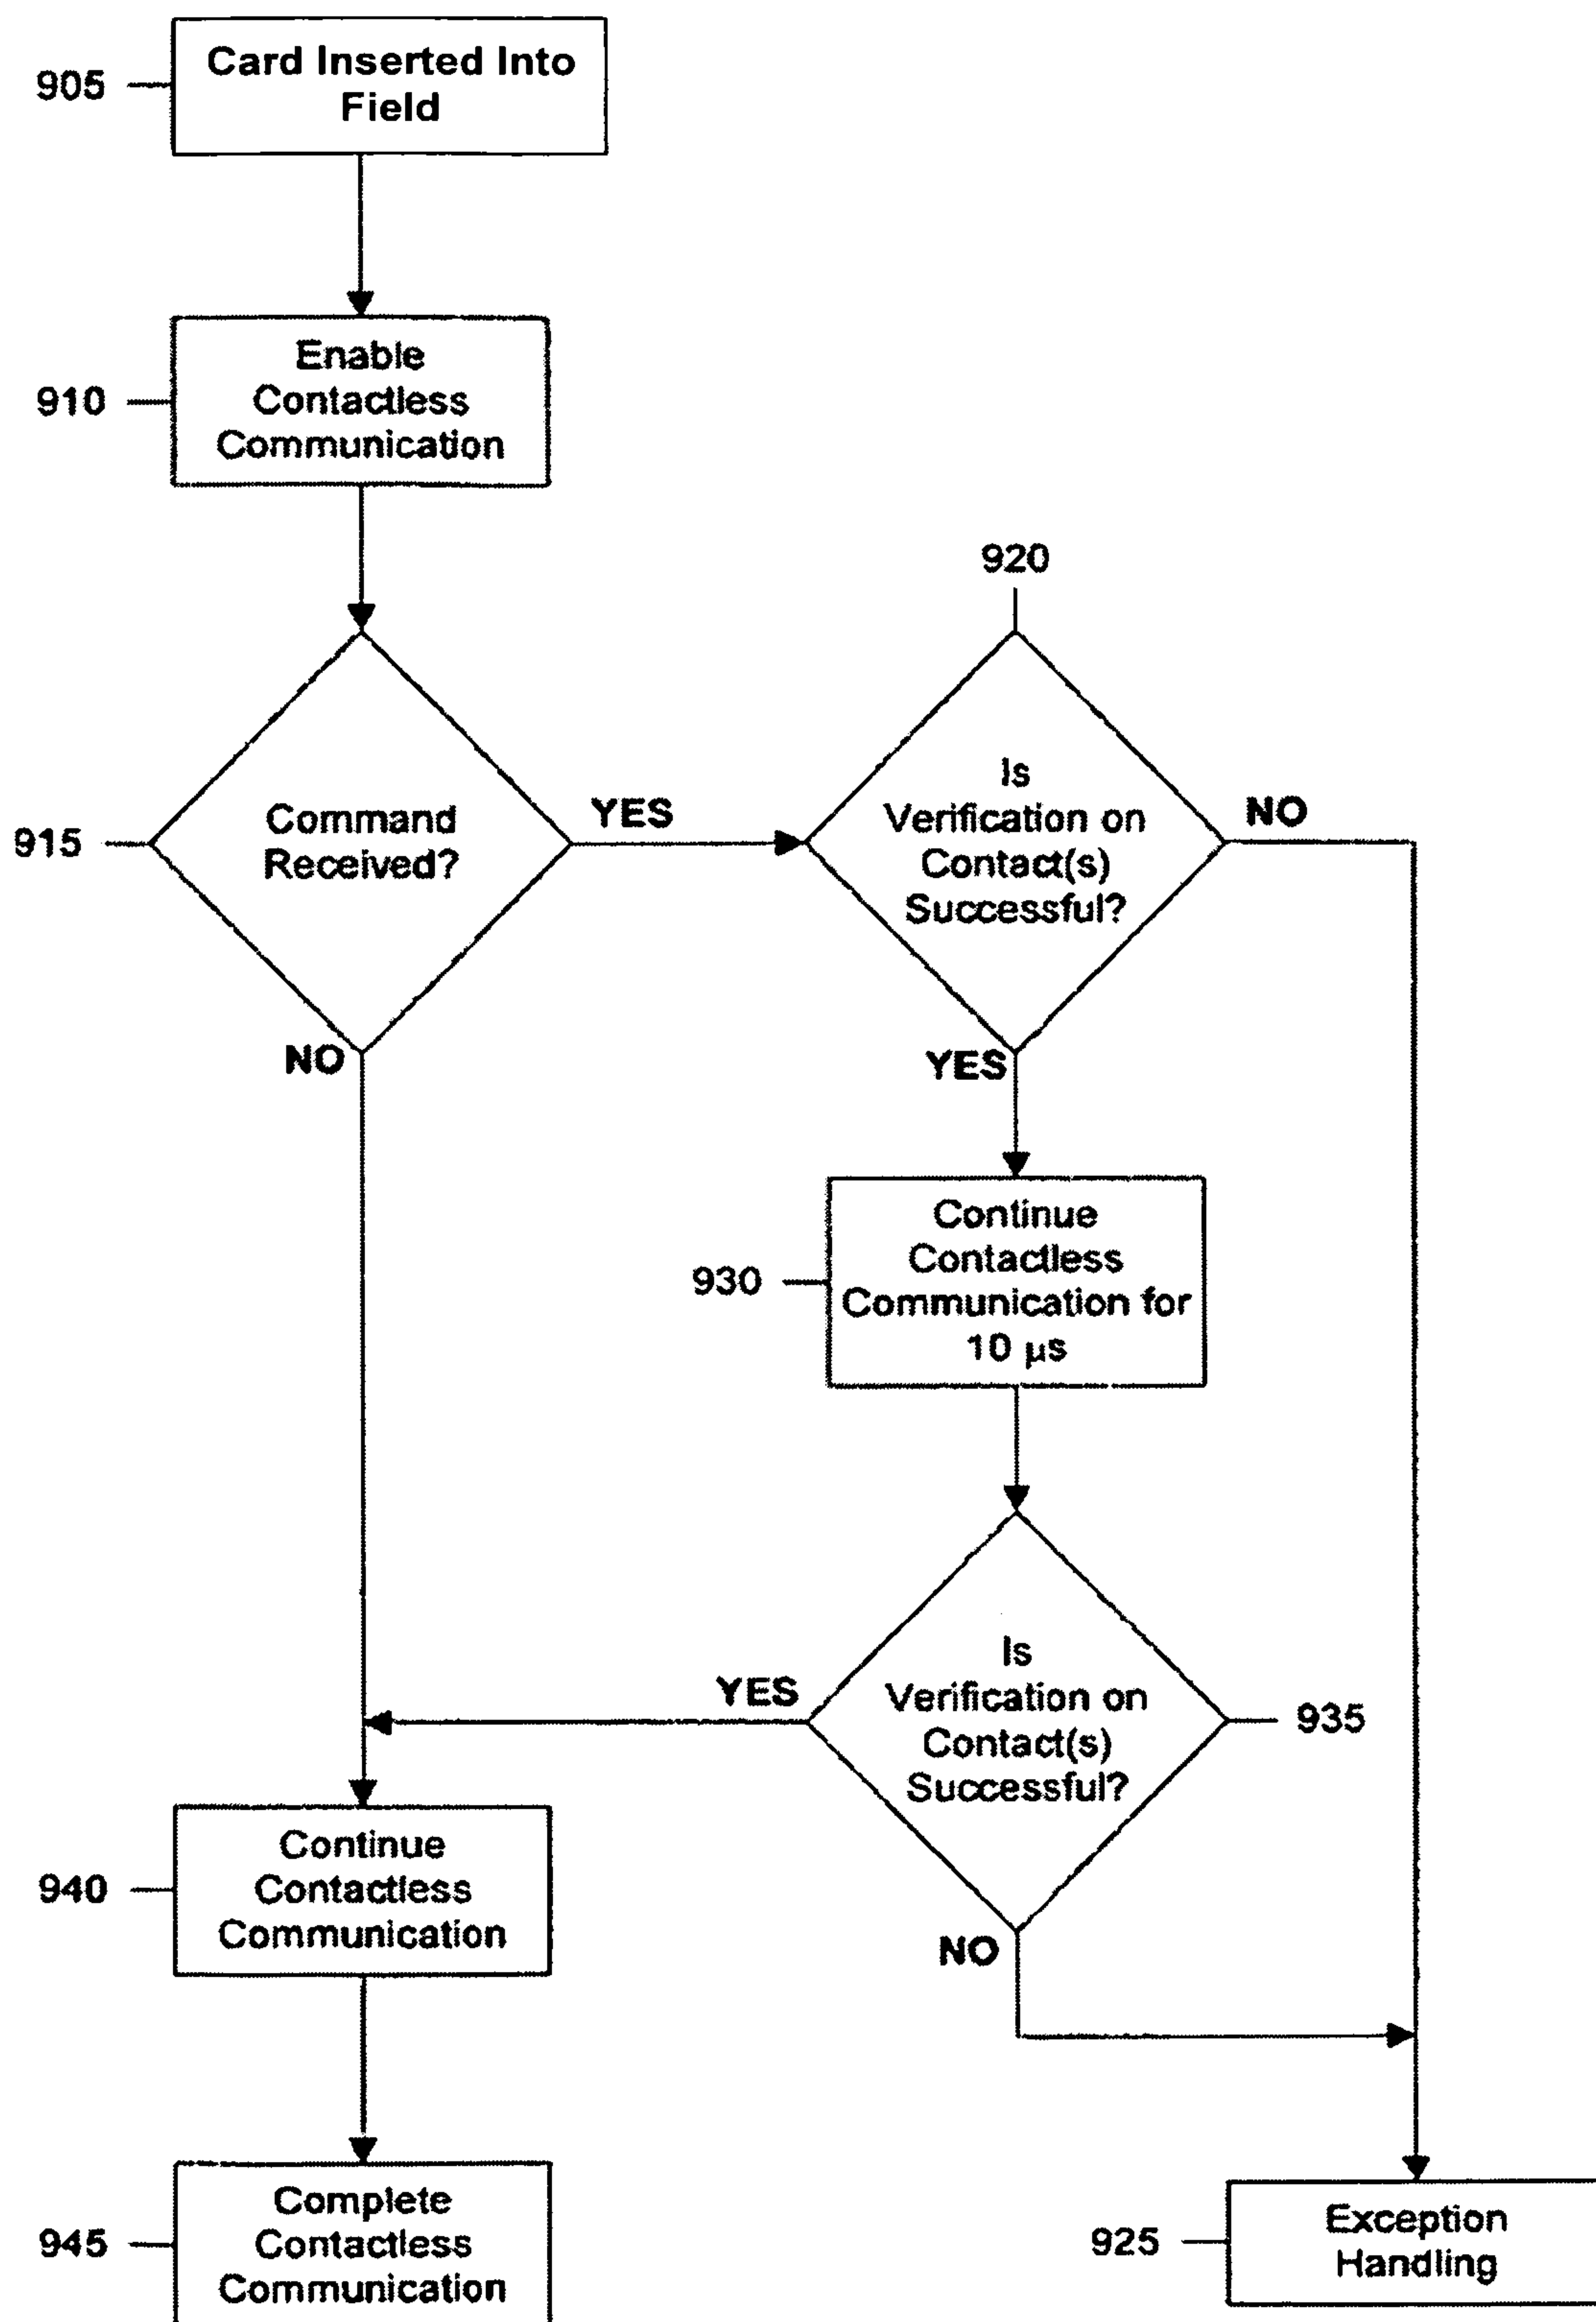 905
Card Inserted Into
Field
910
Enable
Contactless
Communication
920
915
Command
Received?
YES
NO
Is
Verification on
Contact(s)
Successful?
NO
YES
930
Continue
Contactless
Communication for
10 µs
YES
Is
Verification on
Contact(s)
Successful?
935
NO
940
Continue
Contactless
Communication
945
Complete
Contactless
Communication
925
Exception
Handling